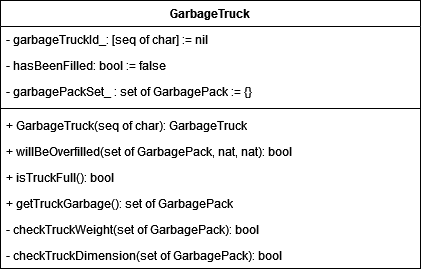 GarbageTruck
- garbageTruckId_: [seq of char] := nil
- hasBeenFilled: bool := false
- garbagePackSet_ : set of GarbagePack := {}
+ GarbageTruck(seq of char): GarbageTruck
+ willBeOverfilled(set of GarbagePack, nat, nat): bool
+ isTruckFull(): bool
+ getTruckGarbage(): set of GarbagePack
- checkTruckWeight(set of GarbagePack): bool
- checkTruckDimension(set of GarbagePack): bool